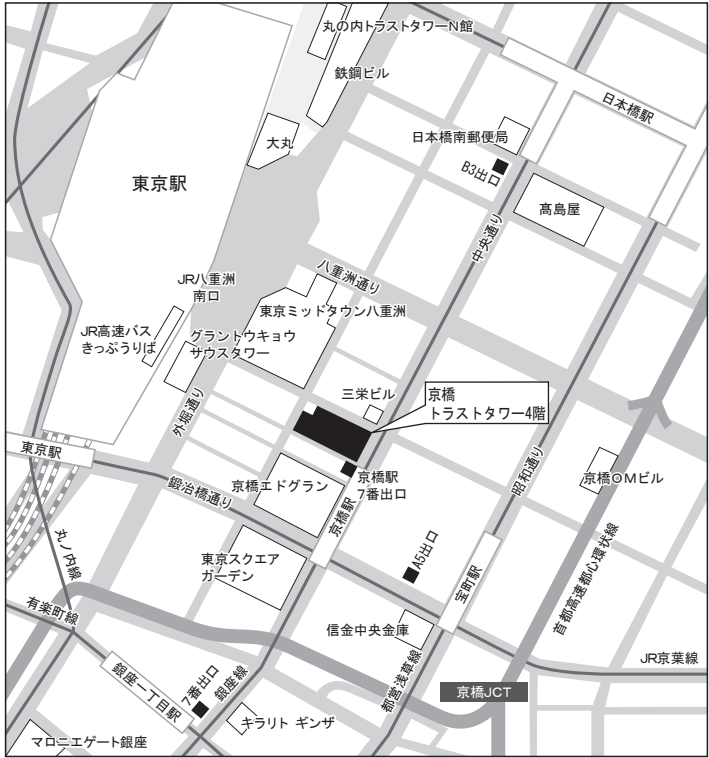 丸の内トラストタワーN館
鉄鋼ビル
日本橋駅
大丸
日本橋南郵便局
B3出口
東京駅
髙島屋
中央通り
八重洲通り
JR八重洲
南口
東京ミッドタウン八重洲
JR高速バス
きっぷうりば
グラントウキョウ
サウスタワー
三栄ビル
京橋
トラストタワー4階
外堀通り
東京駅
昭和通り
京橋駅
7番出口
京橋OMビル
鍛冶橋通り
京橋エドグラン
京橋駅
丸ノ内線
東京スクエア
ガーデン
A5出口
宝町駅
首都高速都心環状線
有楽町線
信金中央金庫
JR京葉線
銀座一丁目駅
7番出口
銀座線
都営浅草線
京橋JCT
キラリト ギンザ
マロニエゲート銀座